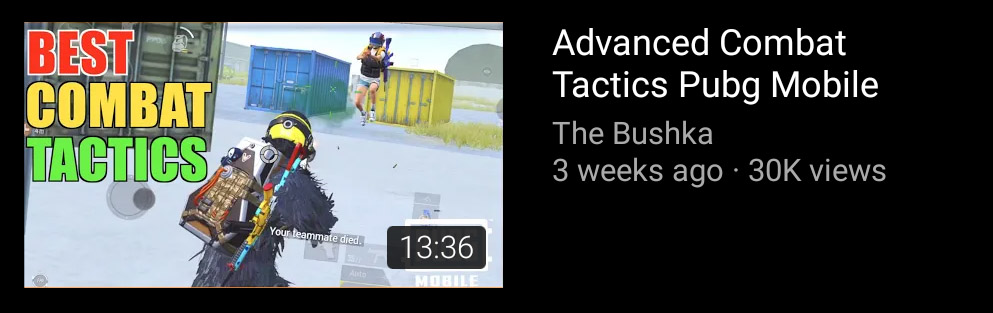 BEST
COMBAT
TACTICS
Your teammate died.
Auto
13:36
MOBILE
Advanced Combat
Tactics Pubg Mobile
The Bushka
3 weeks ago · 30K views